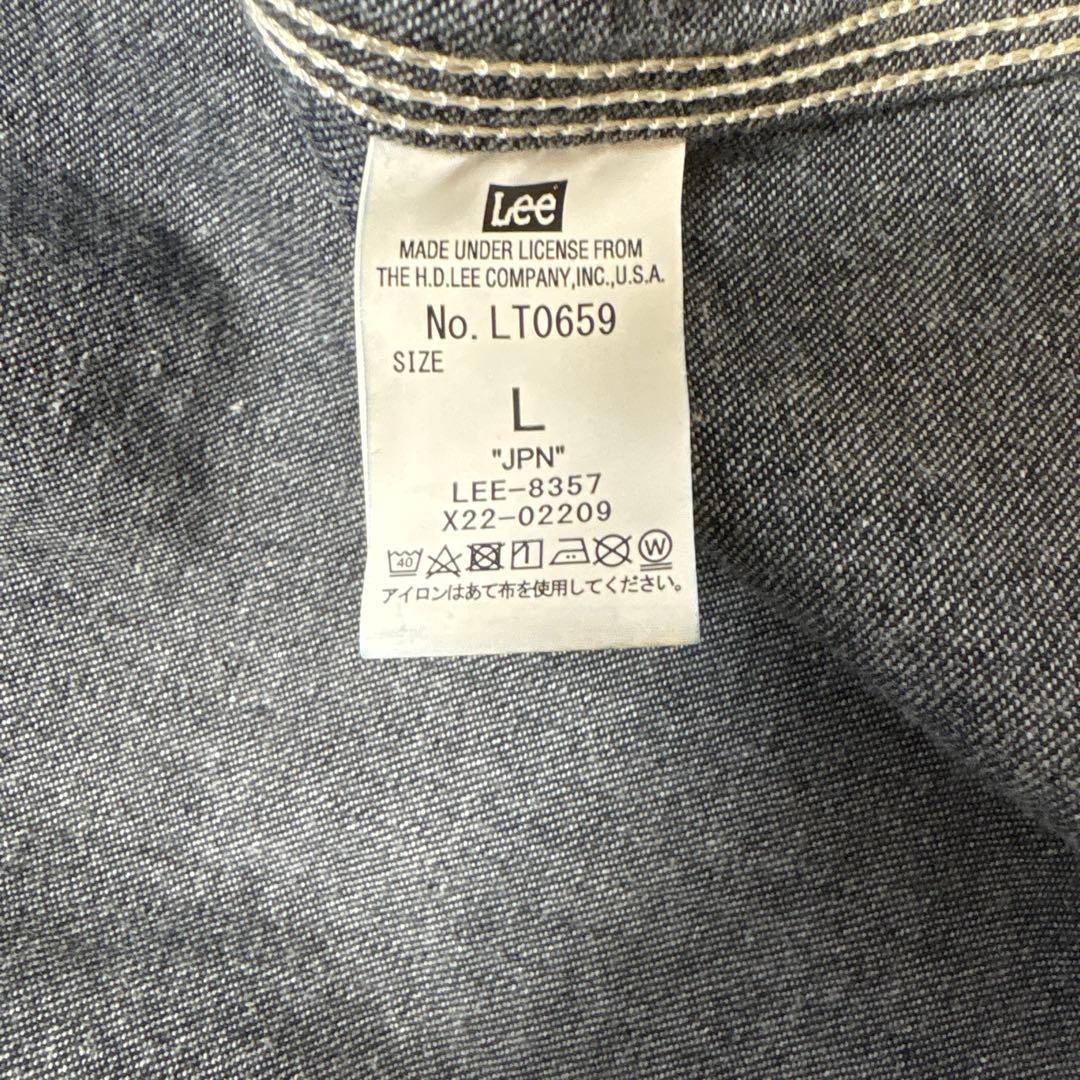 Lee
MADE UNDER LICENSE FROM
THE H.D.LEE COMPANY,INC.,U.S.A.
No. LT0659
SIZE
L
"JPN"
LEE-8357
X22-02209
40 W
アイロンはあて布を使用してください。